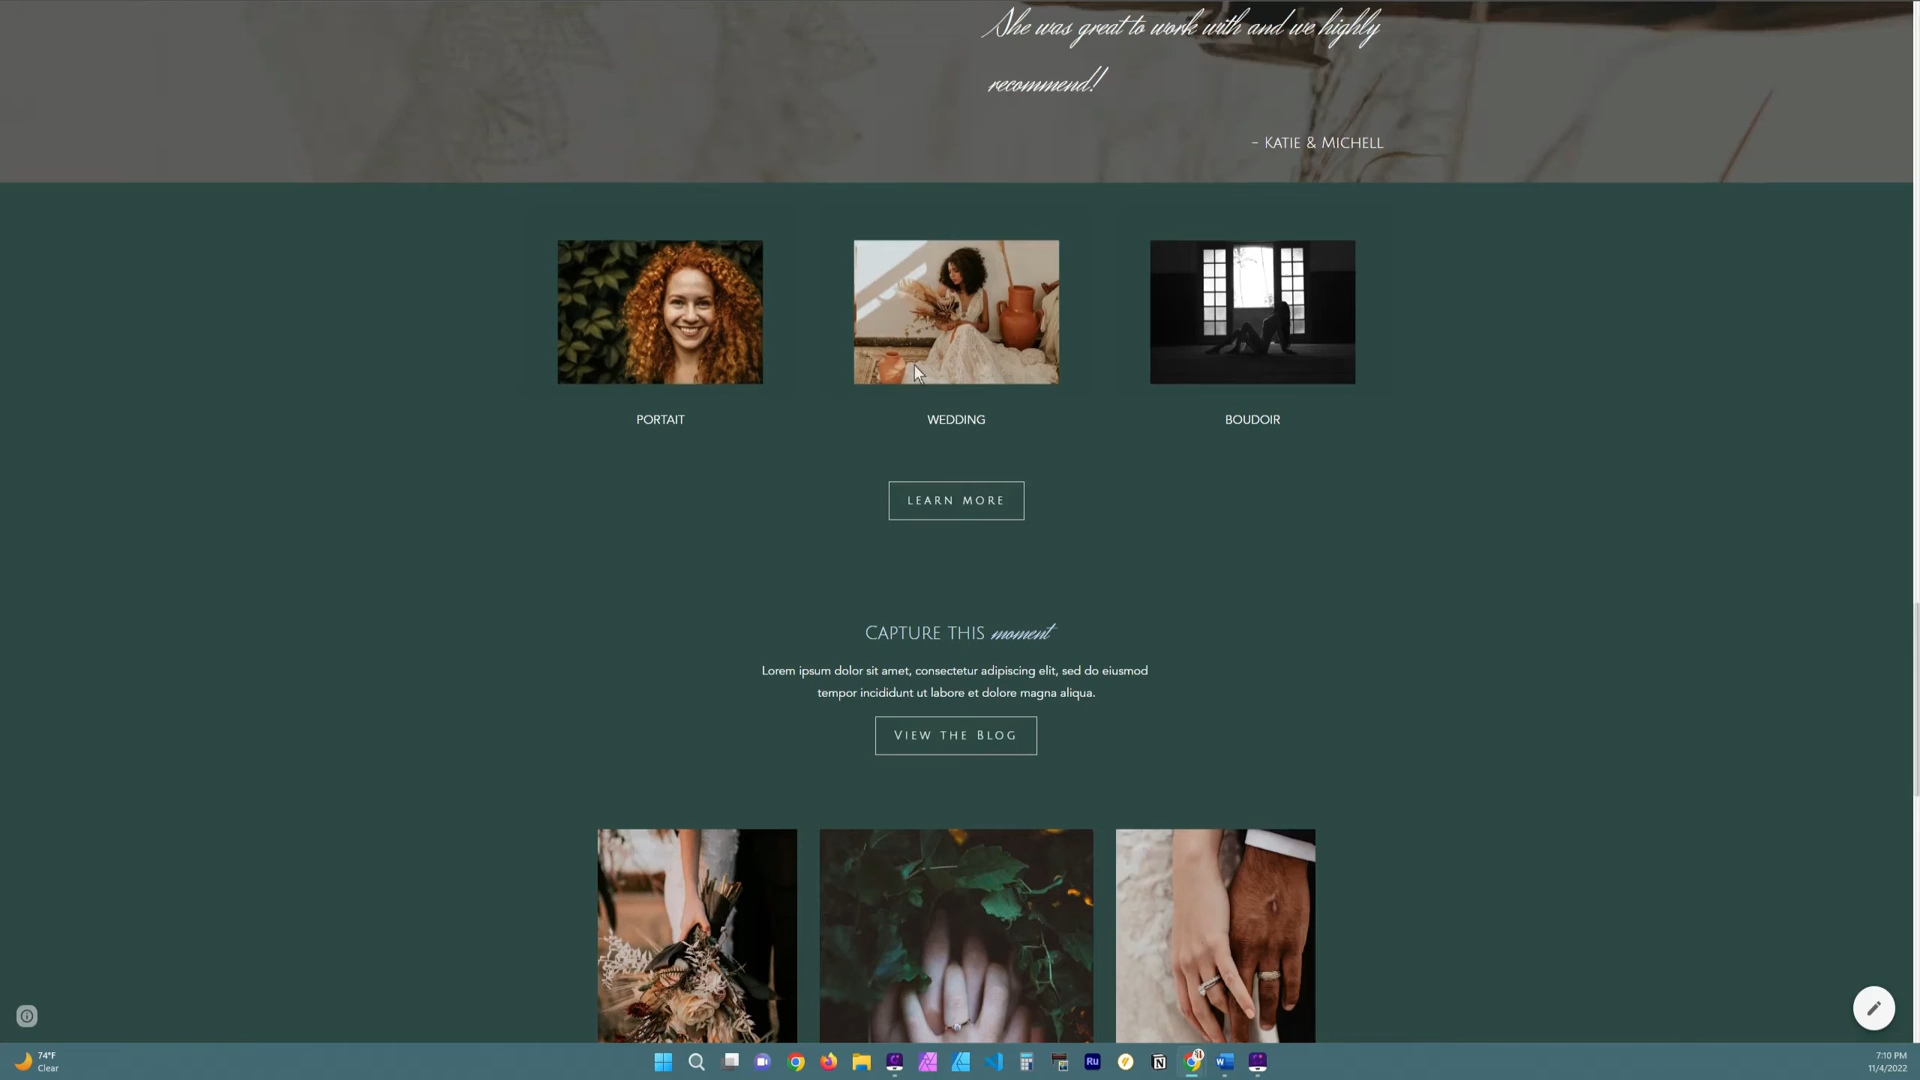 She was great to work with and we highly
recommend!
- KATIE & MICHELL
PORTAIT
WEDDING
BOUDOIR
LEARN MORE
CAPTURE THIS moment
Lorem ipsum dolor sit amet, consectetur adipiscing elit, sed do eiusmod
tempor incididunt ut labore et dolore magna aliqua.
VIEW THE BLOG
74°F
Clear
Ru
7:10 PM
11/4/2022